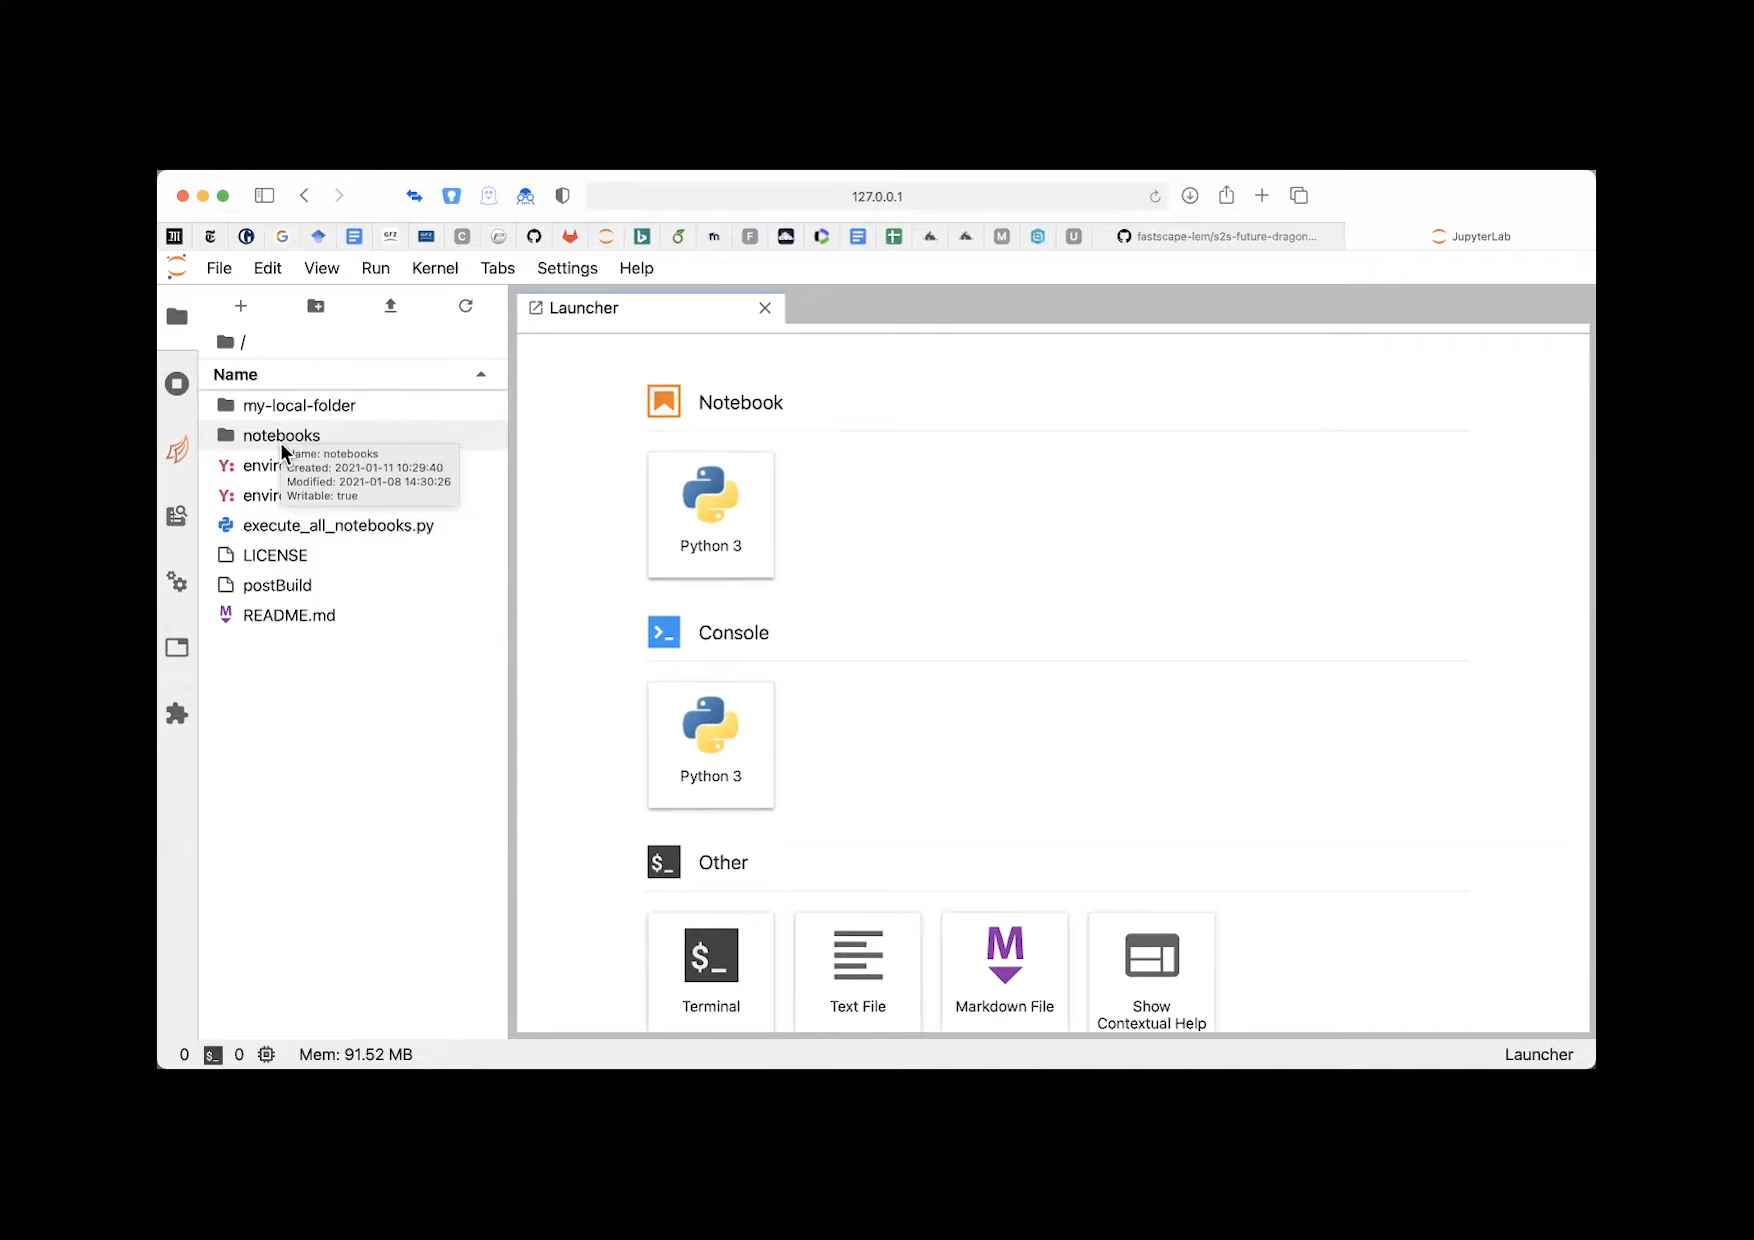 127.0.0.1
fastscape-lem/s2s-future-dragon...
JupyterLab
File Edit View Run Kernel Tabs Settings Help
Launcher
/
Name
my-local-folder
notebooks
Name: notebooks
Created: 2021-01-11 10:29:40
Modified: 2021-01-08 14:30:26
Writable: true
Y: envir
Y: envir
execute_all_notebooks.py
LICENSE
postBuild
README.md
Notebook
Python 3
Console
Python 3
$_ Other
$_
Terminal
Text File
Markdown File
Show
Contextual Help
0 $_ 0 Mem: 91.52 MB
Launcher